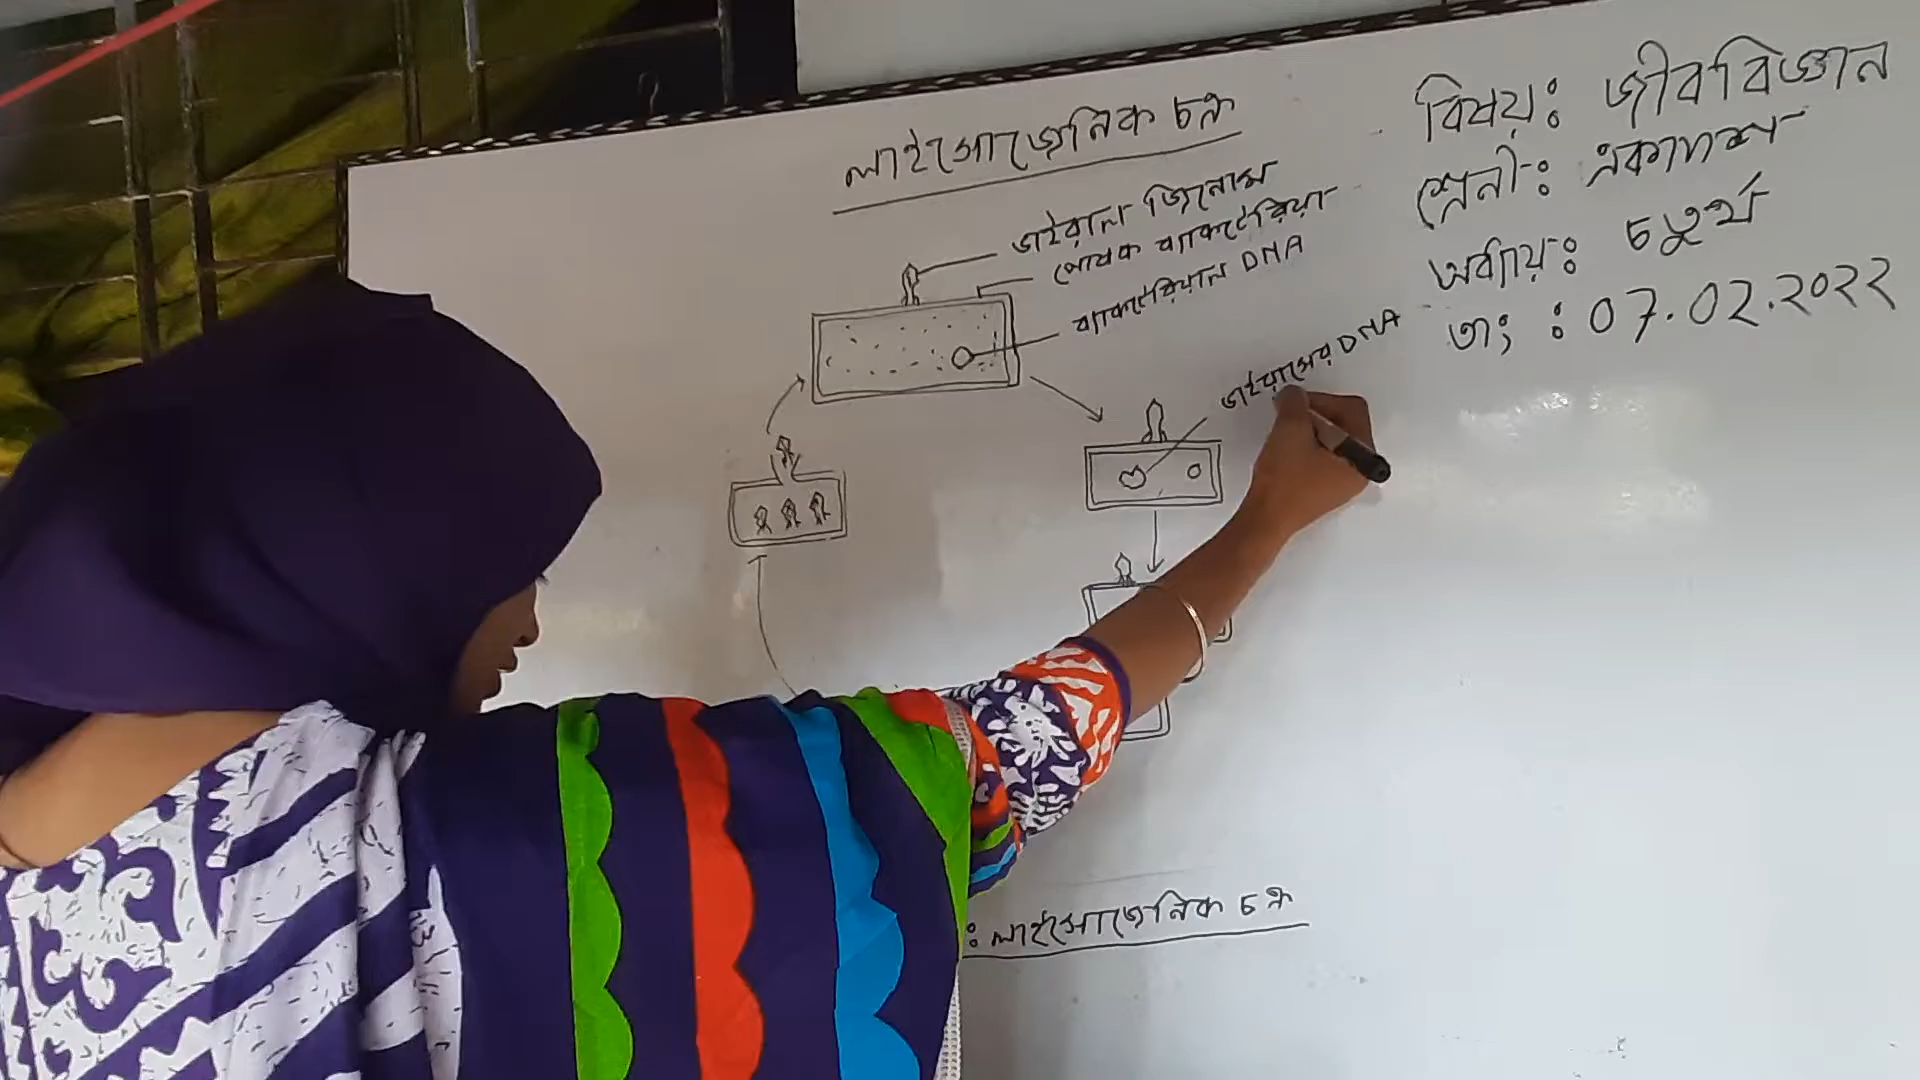 লাইসোজেনিক চক্র
ভাইরাল জিনোম
পোষক ব্যাকটেরিয়া
ব্যাকটেরিয়াল DNA
ভাইরাসের DNA
বিষয়ঃ জীববিজ্ঞান
শ্রেনীঃ একাদশ
অধ্যায়ঃ চতুর্থ
তাং : 07.02.২০২২
: লাইসোজেনিক চক্র